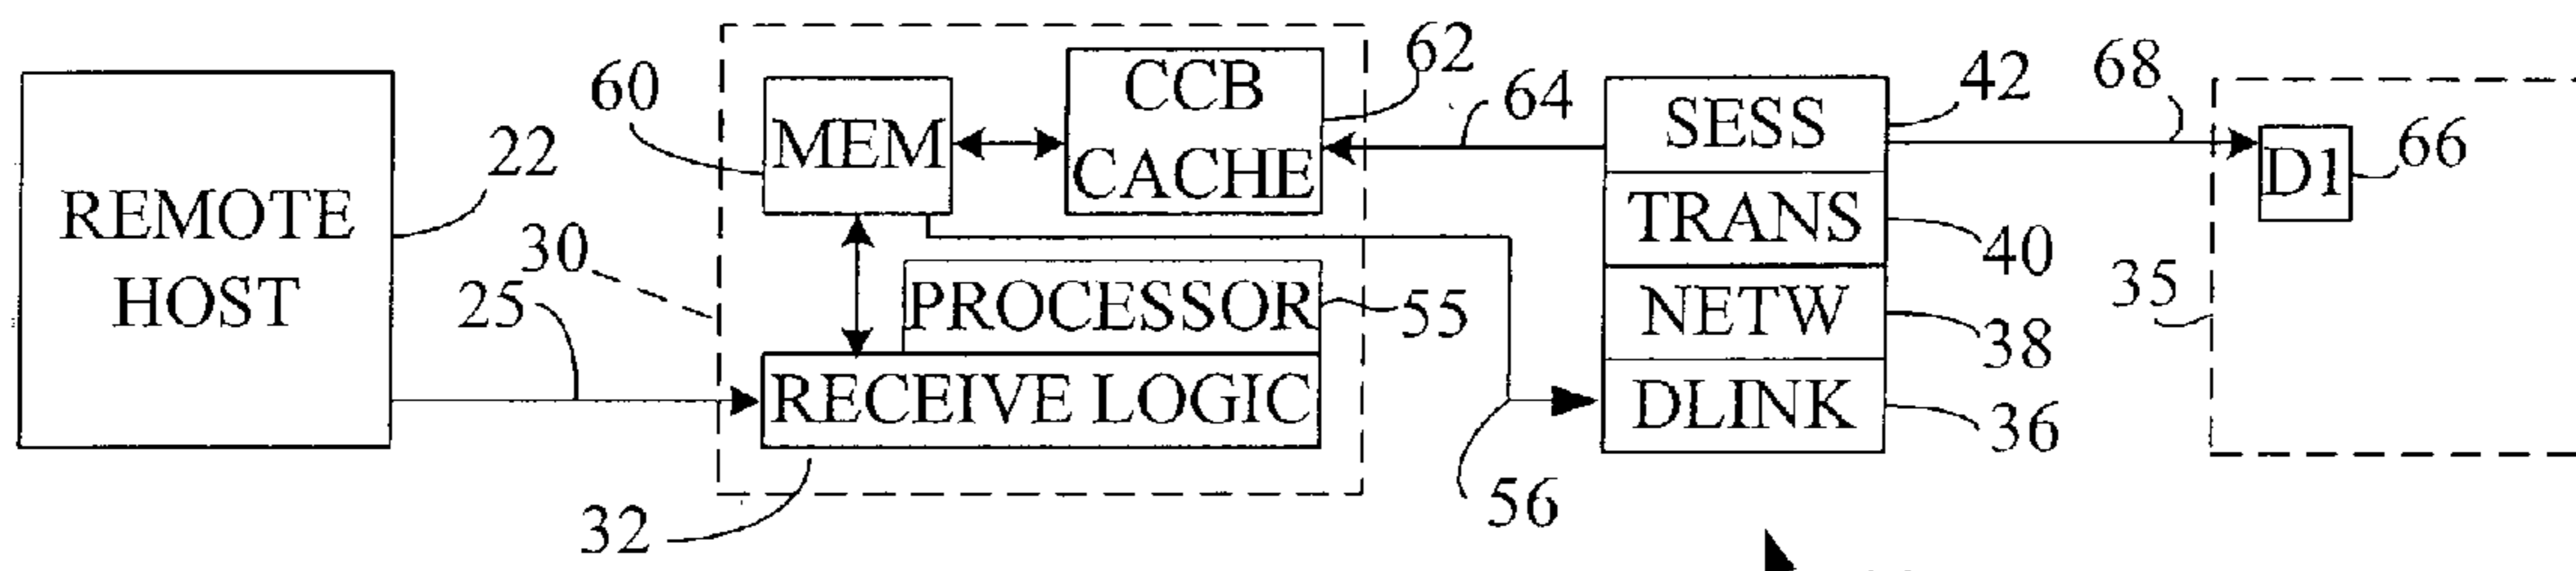 REMOTE
HOST
22
25
30
60
MEM
CCB
CACHE
62
PROCESSOR
55
RECEIVE LOGIC
32
64
56
SESS
42
TRANS
40
NETW
38
DLINK
36
68
35
D1
66